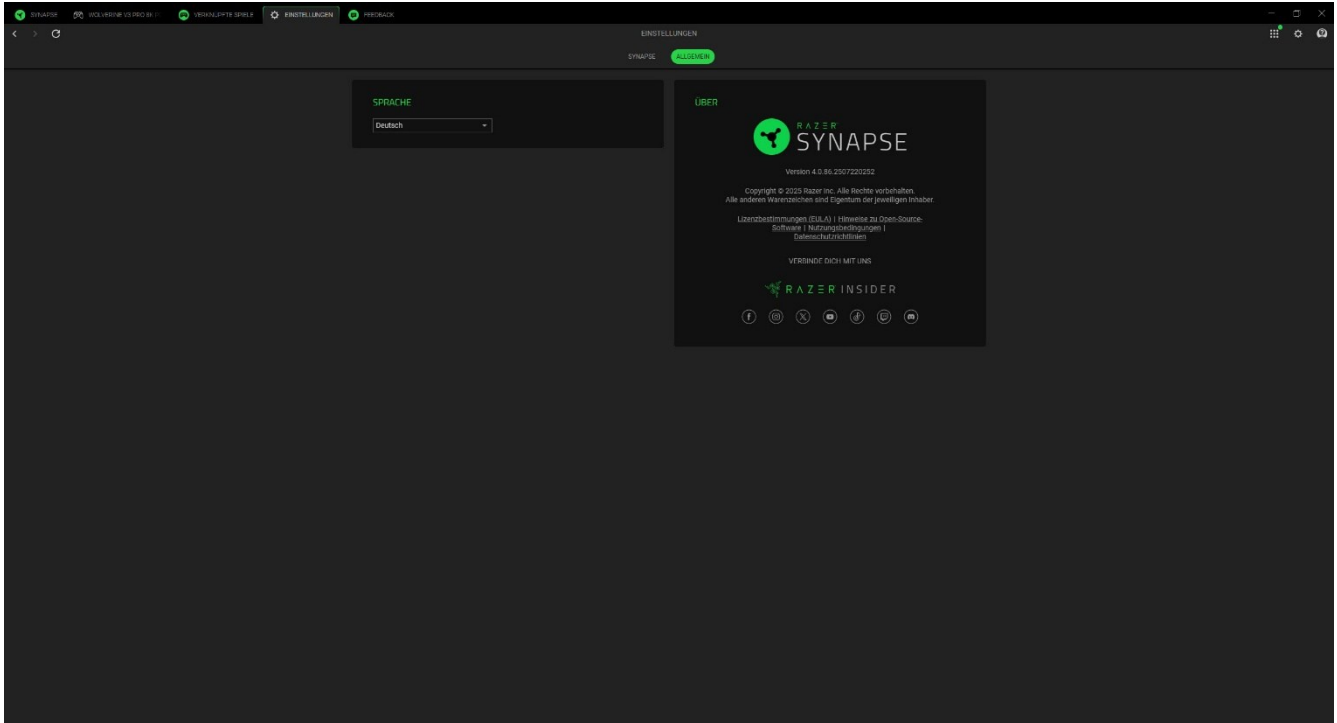 SYNAPSE
WOLVERINE V3 PRO 8K P
VERKNÜPFTE SPIELE
EINSTELLUNGEN
FEEDBACK
EINSTELLUNGEN
SYNAPSE
ALLGEMEIN
SPRACHE
Deutsch
ÜBER
RAZER
SYNAPSE
Version 4.0.86.2507220252
Copyright © 2025 Razer Inc. Alle Rechte vorbehalten.
Alle anderen Warenzeichen sind Eigentum der jeweiligen Inhaber.
Lizenzbestimmungen (EULA) | Hinweise zu Open-Source-
Software | Nutzungsbedingungen |
Datenschutzrichtlinien
VERBINDE DICH MIT UNS
RAZER INSIDER